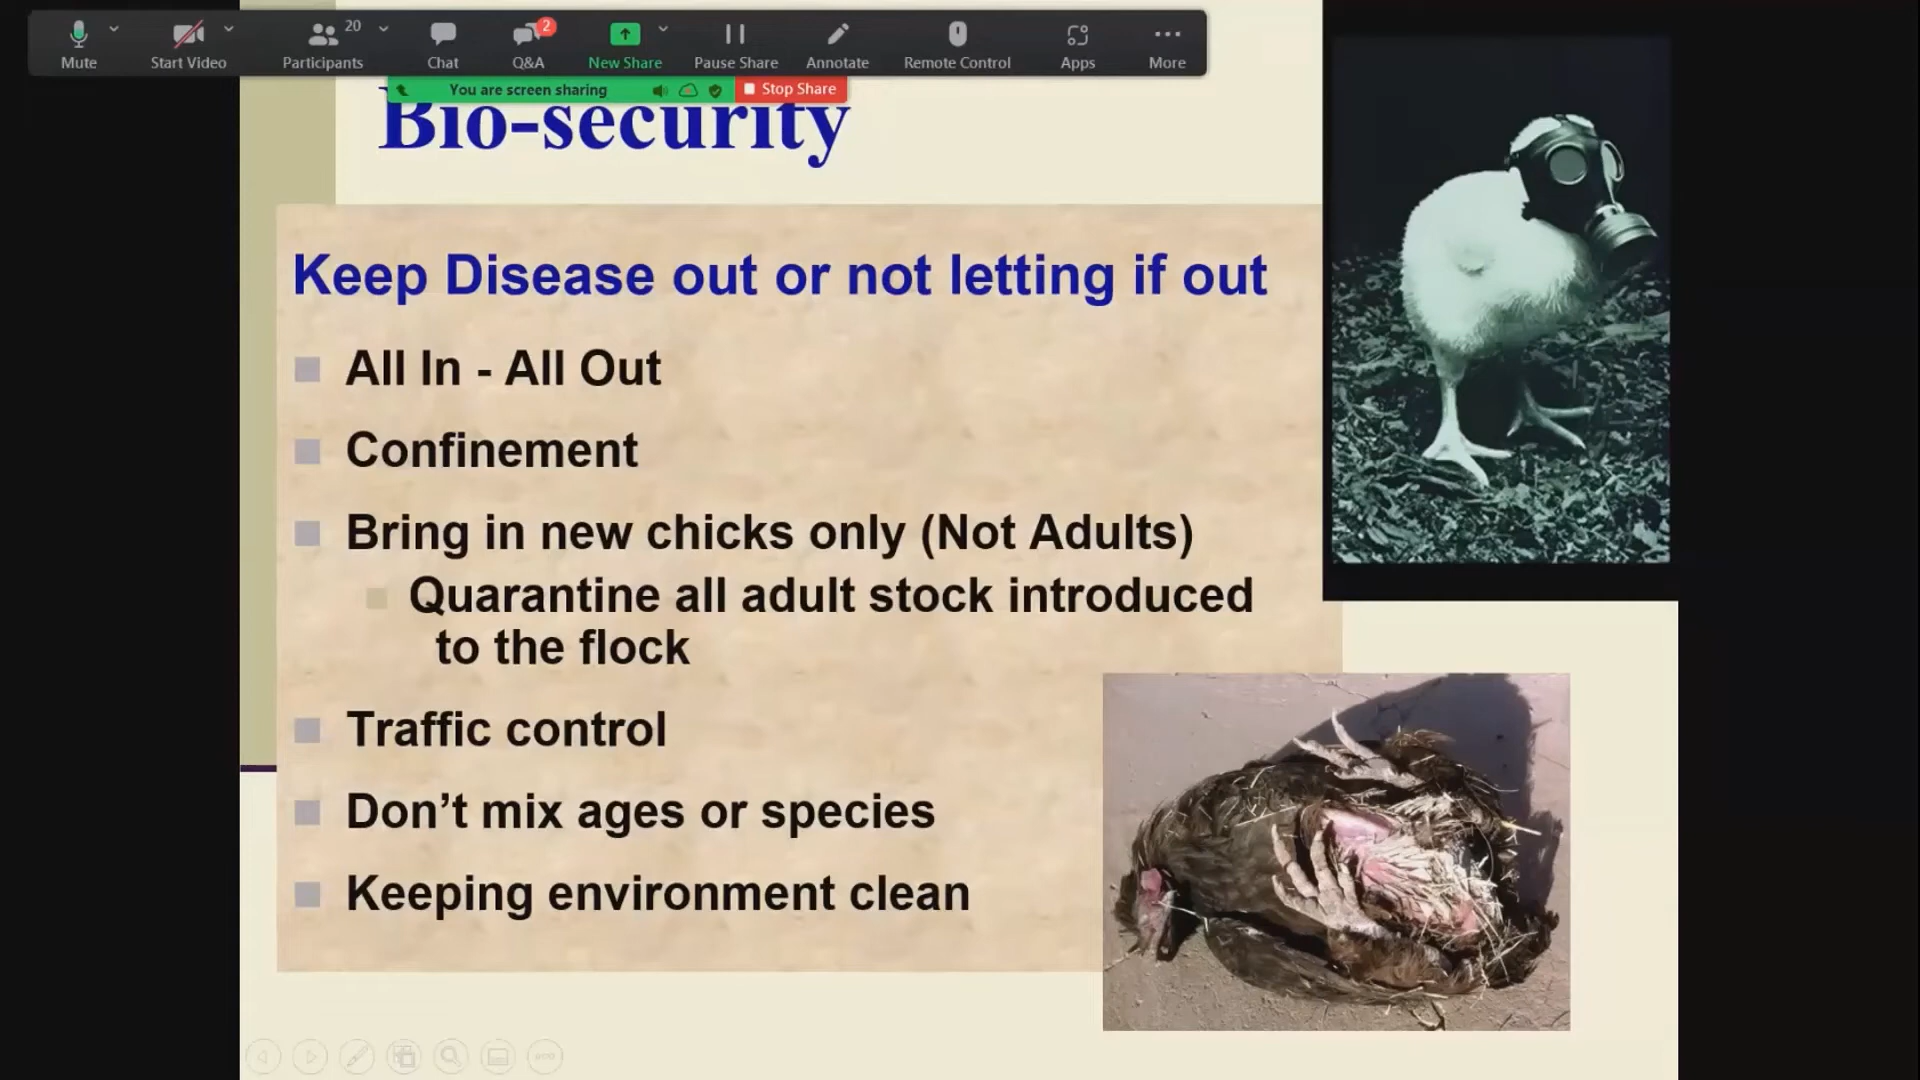 20
2
Mute
Start Video
Participants
Chat
Q&A
New Share
Pause Share
Annotate
Remote Control
Apps
More
You are screen sharing
Stop Share
Bio-security
Keep Disease out or not letting if out
All In - All Out
Confinement
Bring in new chicks only (Not Adults)
Quarantine all adult stock introduced
to the flock
Traffic control
Don’t mix ages or species
Keeping environment clean